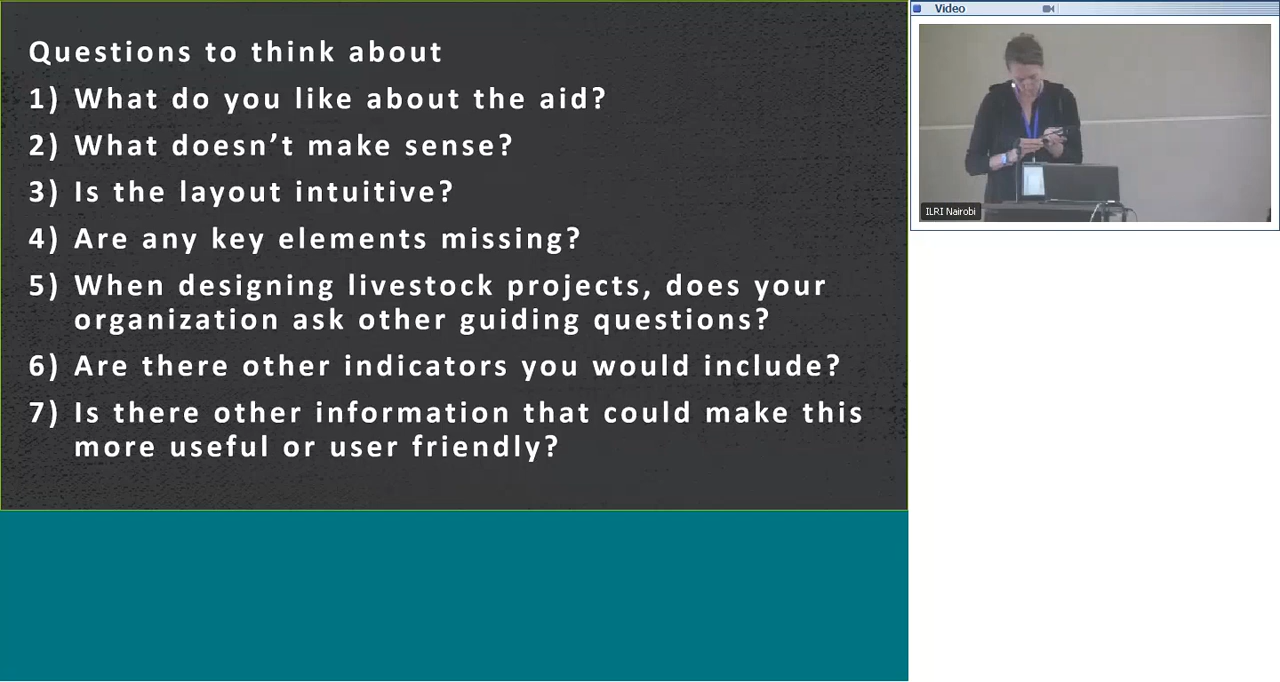 Questions to think about
1) What do you like about the aid?
2) What doesn't make sense?
3) Is the layout intuitive?
4) Are any key elements missing?
5) When designing livestock projects, does your
organization ask other guiding questions?
6) Are there other indicators you would include?
7) Is there other information that could make this
more useful or user friendly?
Video
ILRI Nairobi